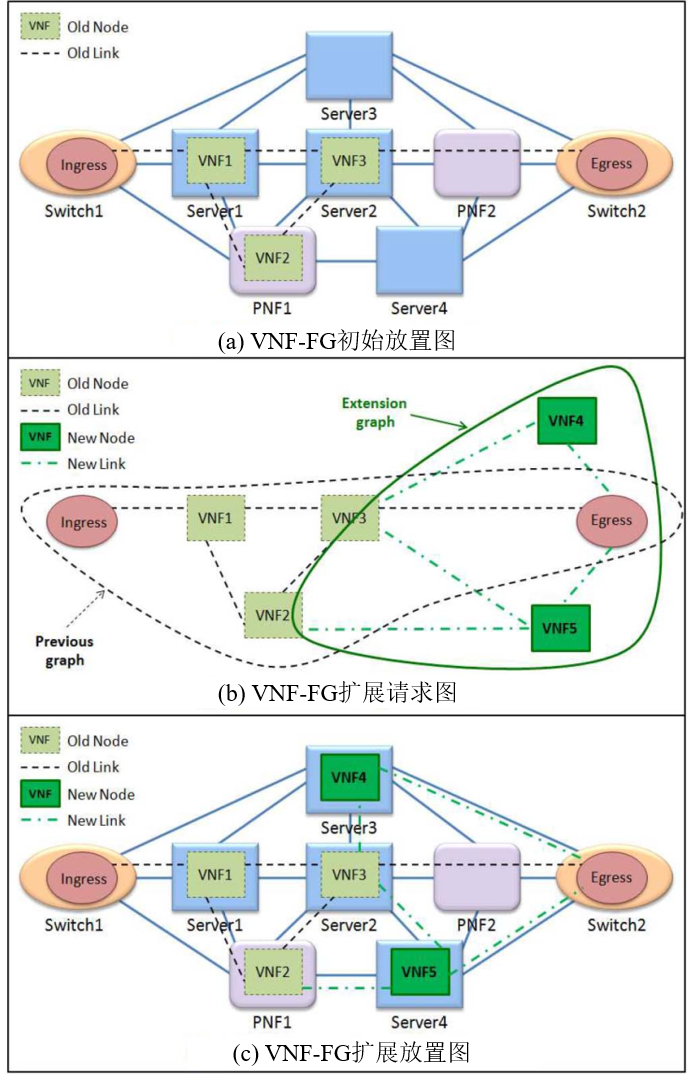 VNF Old Node
Old Link
Server3
Ingress VNF1 VNF3 Egress
Switch1 Server1 Server2 PNF2 Switch2
VNF2
PNF1 Server4
(a) VNF-FG初始放置图
VNF Old Node
Old Link
VNF New Node
New Link
Extension
graph
VNF4
Ingress VNF1 VNF3 Egress
VNF2 VNF5
Previous
graph
(b) VNF-FG扩展请求图
VNF Old Node
Old Link
VNF New Node
New Link
VNF4
Server3
Ingress VNF1 VNF3 Egress
Switch1 Server1 Server2 PNF2 Switch2
VNF2 VNF5
PNF1 Server4
(c) VNF-FG扩展放置图